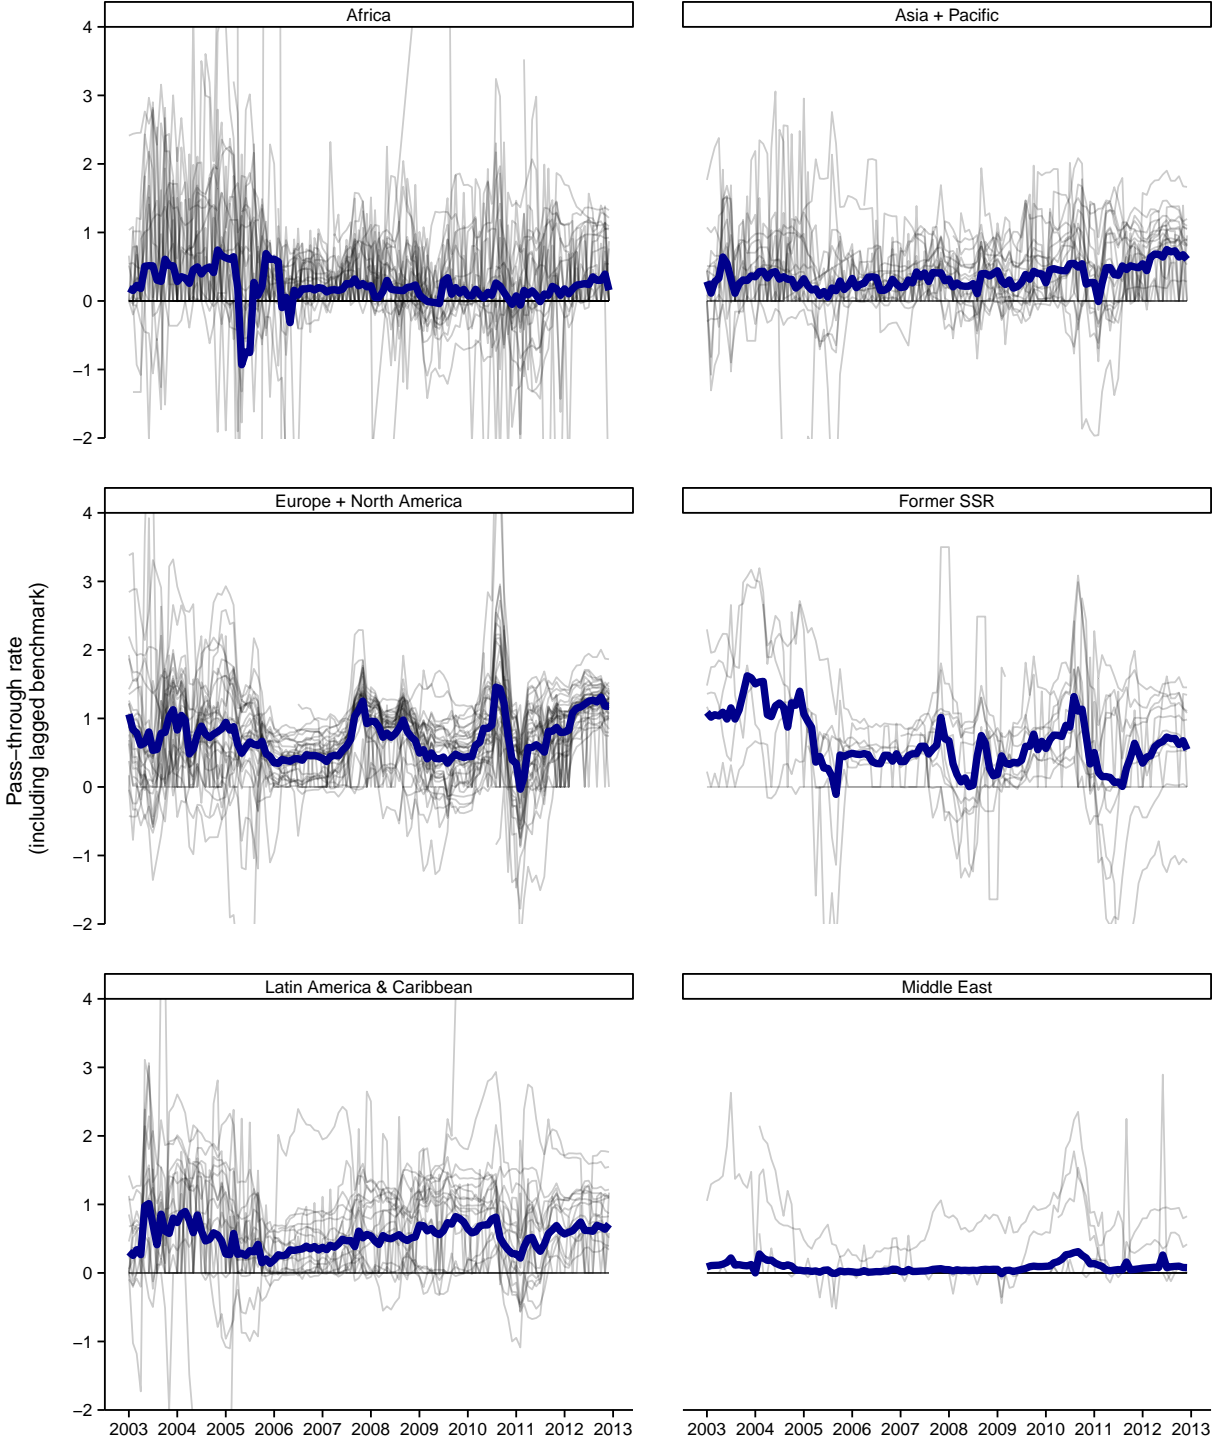 Africa
Asia + Pacific
4
3
2
1
0
−1
−2
Europe + North America
Former SSR
4
3
2
1
0
−1
−2
Pass−through rate
(including lagged benchmark)
Latin America & Caribbean
Middle East
4
3
2
1
0
−1
−2
2003 2004 2005 2006 2007 2008 2009 2010 2011 2012 2013
2003 2004 2005 2006 2007 2008 2009 2010 2011 2012 2013